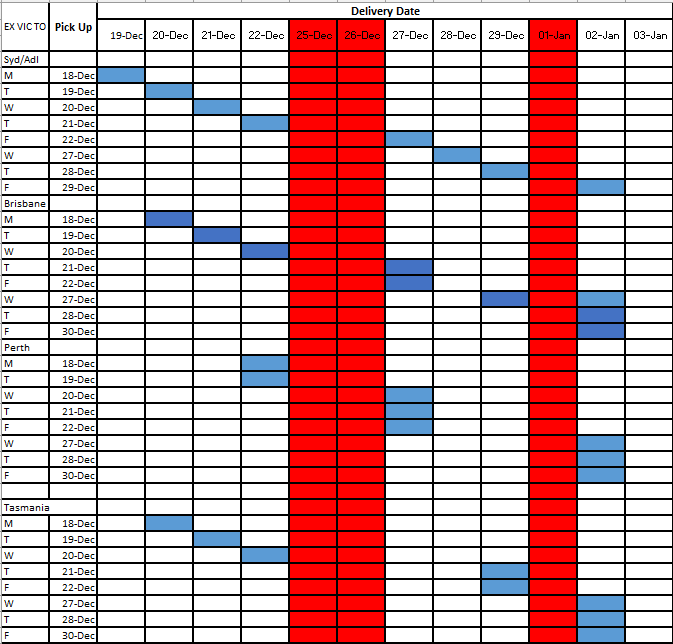 Delivery Date
EX VIC TO Pick Up 19-Dec 20-Dec 21-Dec 22-Dec 25-Dec 26-Dec 27-Dec 28-Dec 29-Dec 01-Jan 02-Jan 03-Jan
Syd/Adl
M 18-Dec
T 19-Dec
W 20-Dec
T 21-Dec
F 22-Dec
W 27-Dec
T 28-Dec
F 29-Dec
Brisbane
M 18-Dec
T 19-Dec
W 20-Dec
T 21-Dec
F 22-Dec
W 27-Dec
T 28-Dec
F 30-Dec
Perth
M 18-Dec
T 19-Dec
W 20-Dec
T 21-Dec
F 22-Dec
W 27-Dec
T 28-Dec
F 30-Dec
Tasmania
M 18-Dec
T 19-Dec
W 20-Dec
T 21-Dec
F 22-Dec
W 27-Dec
T 28-Dec
F 30-Dec